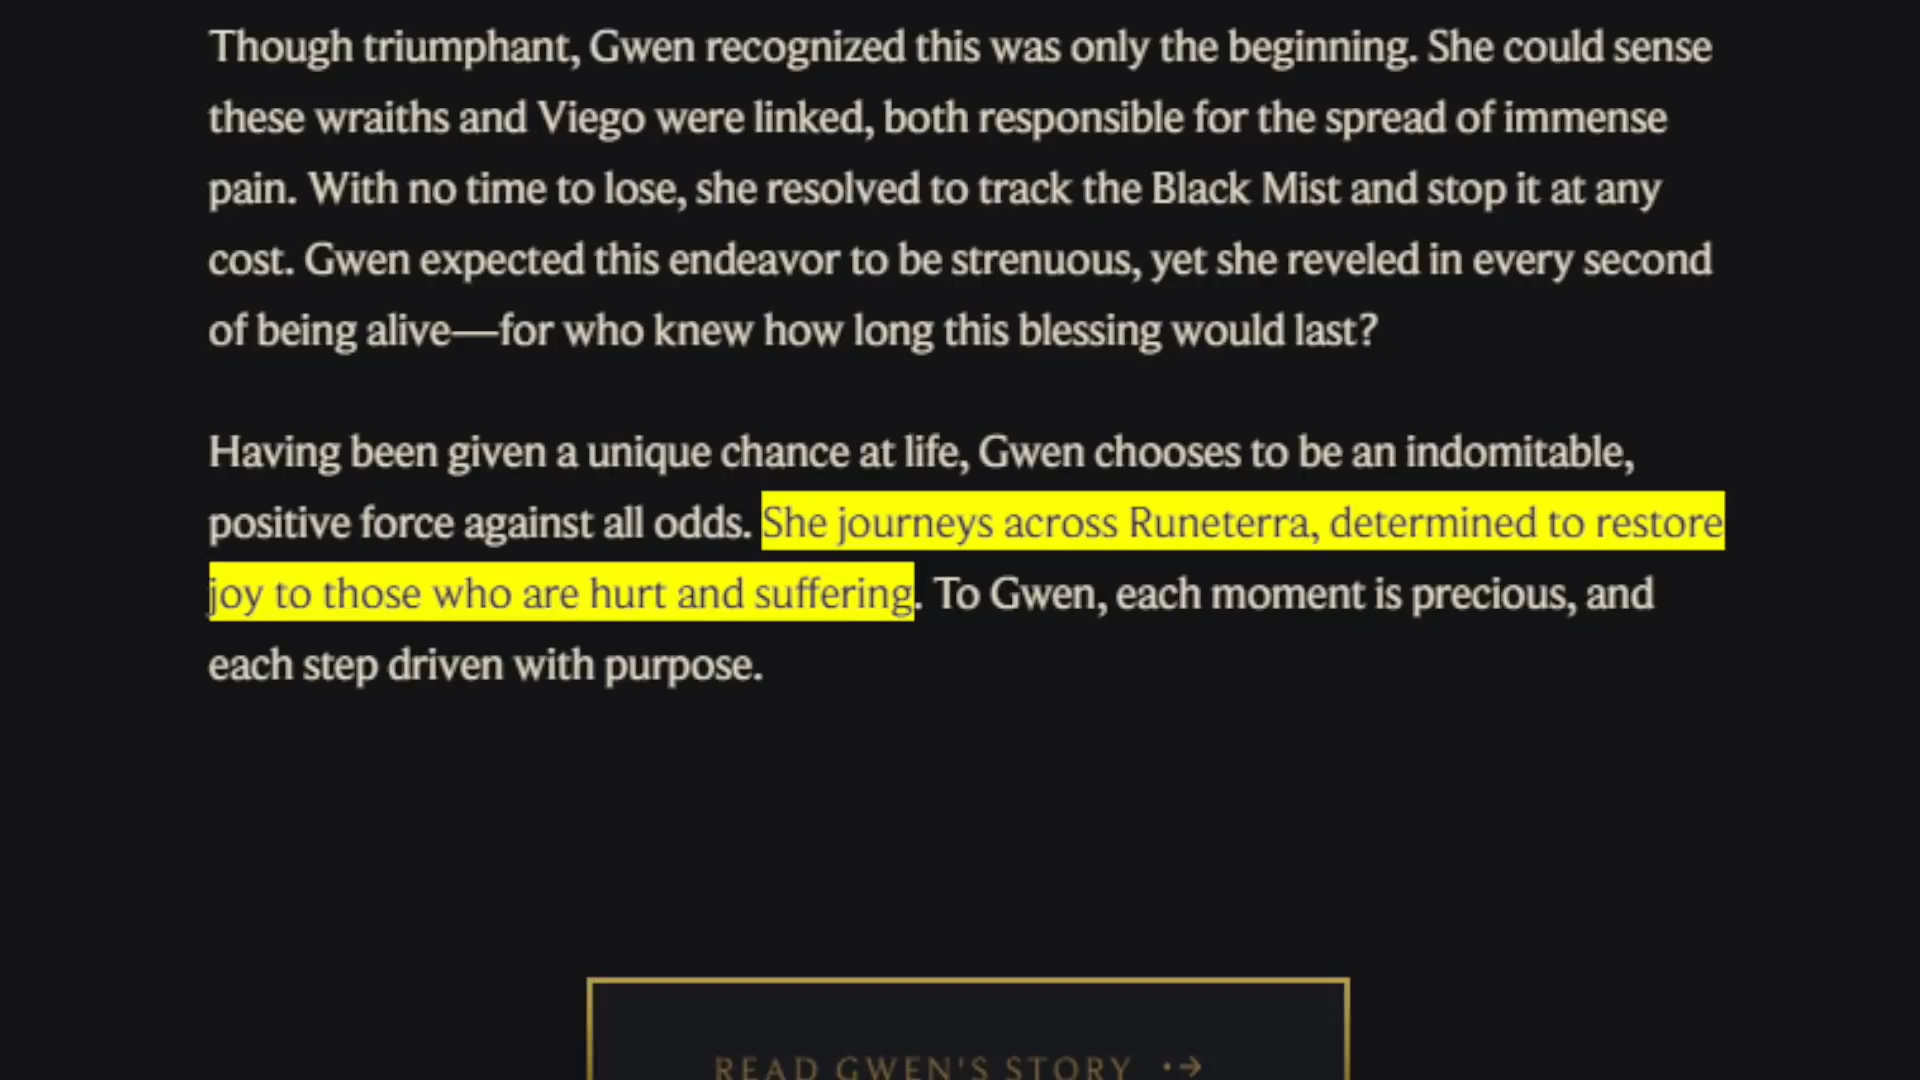 Though triumphant, Gwen recognized this was only the beginning. She could sense
these wraiths and Viego were linked, both responsible for the spread of immense
pain. With no time to lose, she resolved to track the Black Mist and stop it at any
cost. Gwen expected this endeavor to be strenuous, yet she reveled in every second
of being alive—for who knew how long this blessing would last?
Having been given a unique chance at life, Gwen chooses to be an indomitable,
positive force against all odds. She journeys across Runeterra, determined to restore
joy to those who are hurt and suffering. To Gwen, each moment is precious, and
each step driven with purpose.
READ GWEN'S STORY